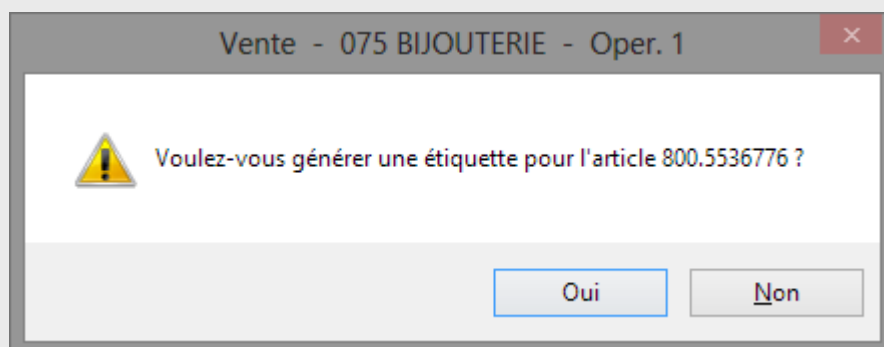 Vente - 075 BIJOUTERIE - Oper. 1
Voulez-vous générer une étiquette pour l'article 800.5536776 ?
Oui
Non